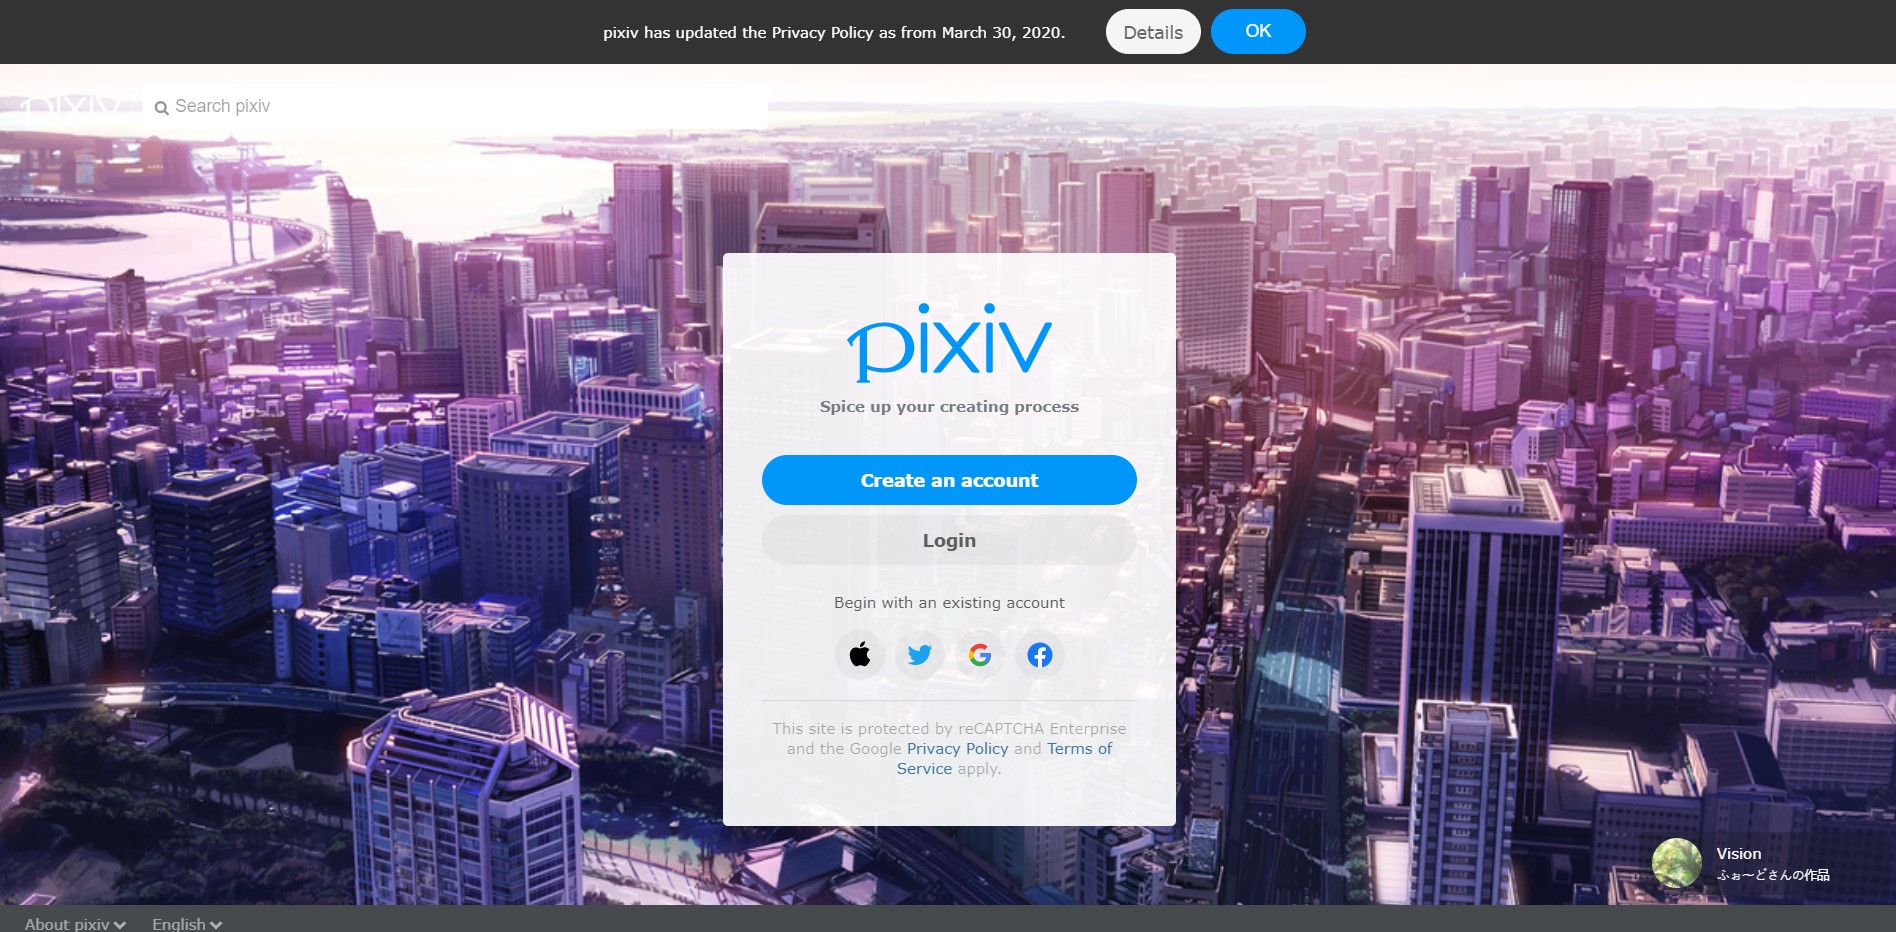 pixiv has updated the Privacy Policy as from March 30, 2020.
Details
OK
pixiv
Search pixiv
pixiv
Spice up your creating process
Create an account
Login
Begin with an existing account
This site is protected by reCAPTCHA Enterprise
and the Google Privacy Policy and Terms of
Service apply.
Vision
ふぉ〜どさんの作品
About pixiv
English